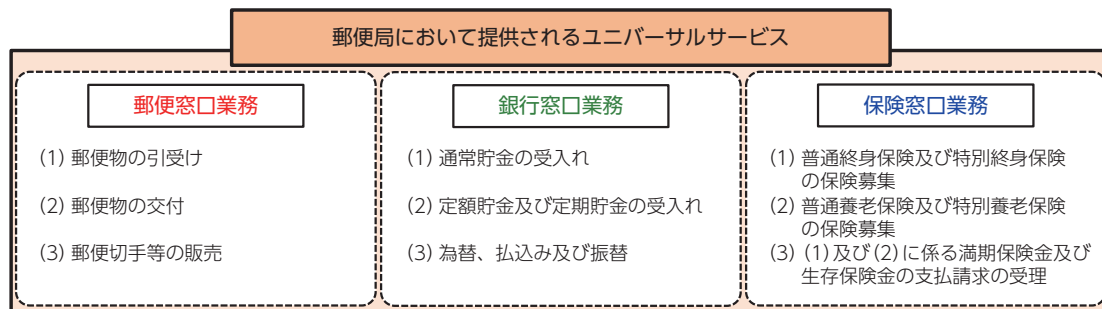 郵便局において提供されるユニバーサルサービス
郵便窓口業務
(1) 郵便物の引受け
(2) 郵便物の交付
(3) 郵便切手等の販売
銀行窓口業務
(1) 通常貯金の受入れ
(2) 定額貯金及び定期貯金の受入れ
(3) 為替、払込み及び振替
保険窓口業務
(1) 普通終身保険及び特別終身保険
の保険募集
(2) 普通養老保険及び特別養老保険
の保険募集
(3) (1)及び(2)に係る満期保険金及び
生存保険金の支払請求の受理